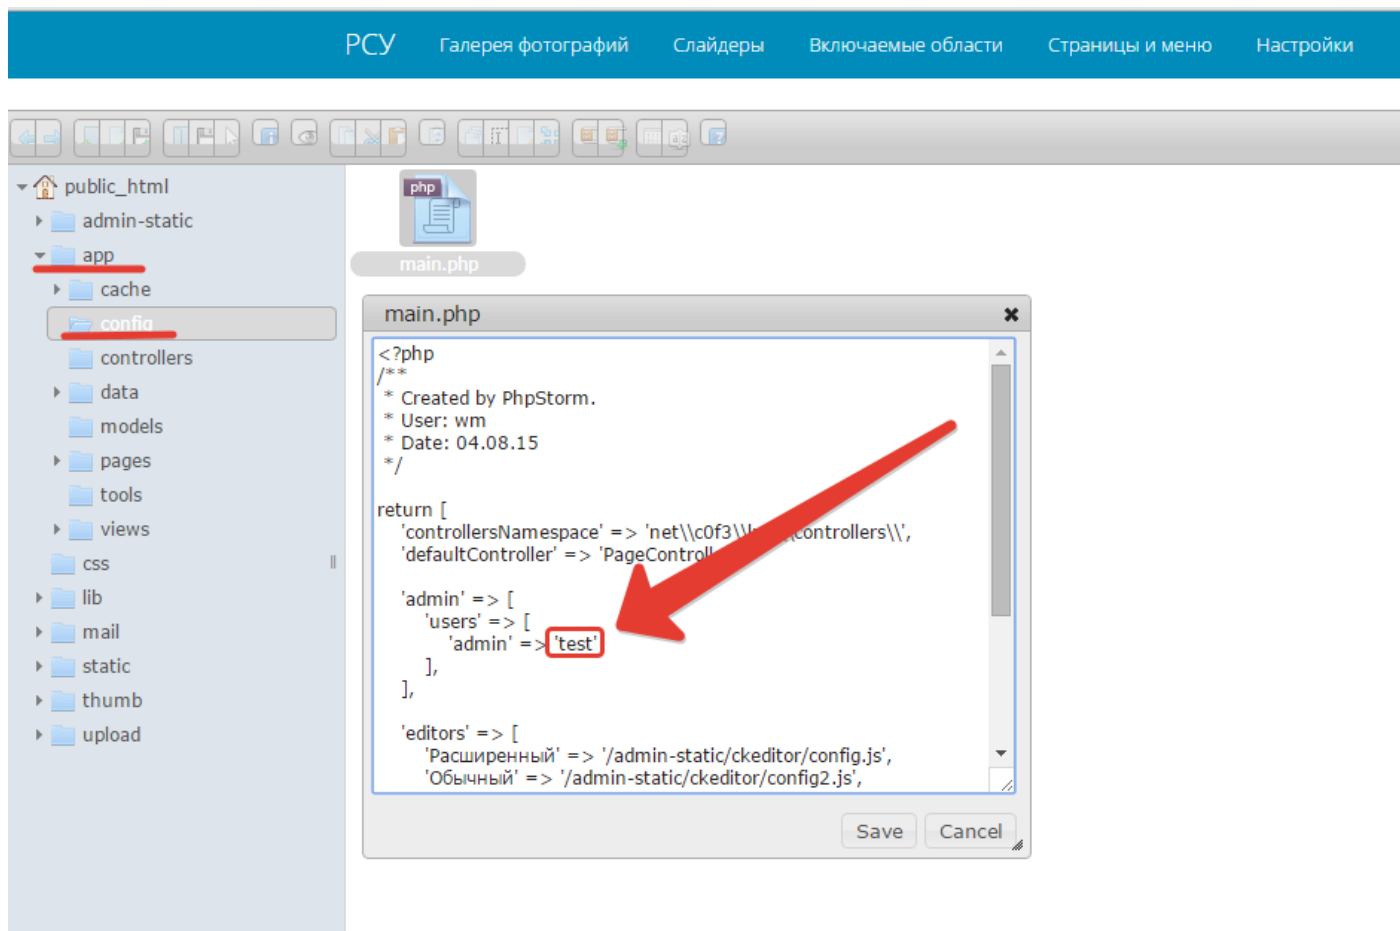 РСУ Галерея фотографий Слайдеры Включаемые области Страницы и меню Настройки
public_html
admin-static
app
cache
config
controllers
data
models
pages
tools
views
css
lib
mail
static
thumb
upload
php
main.php
main.php
<?php
/**
* Created by PhpStorm.
* User: wm
* Date: 04.08.15
*/
return [
'controllersNamespace' => 'net\\c0f3\\ controllers\\',
'defaultController' => 'PageControll
'admin' => [
'users' => [
'admin' => 'test'
],
],
'editors' => [
'Расширенный' => '/admin-static/ckeditor/config.js',
'Обычный' => '/admin-static/ckeditor/config2.js',
Save Cancel